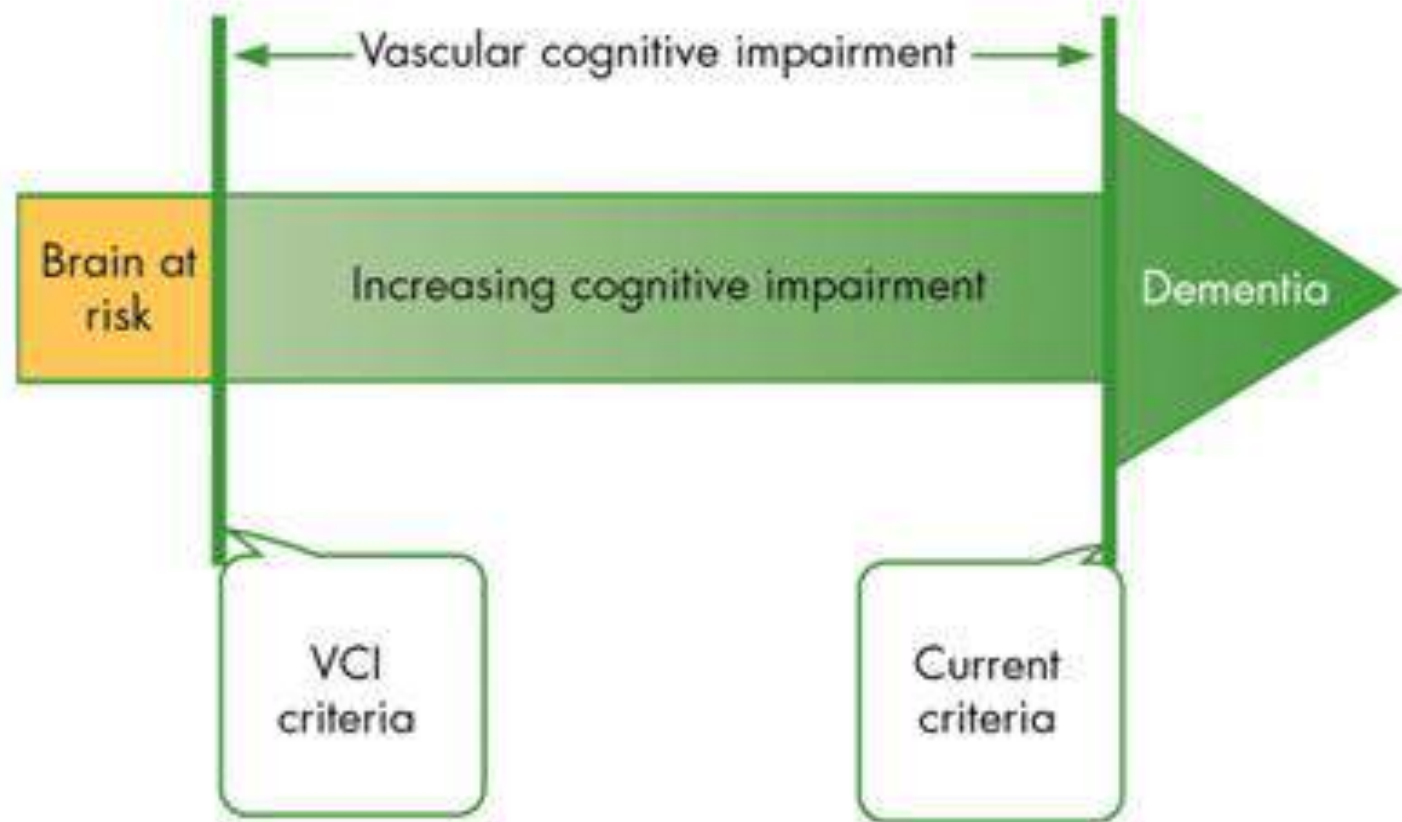 Vascular cognitive impairment
Brain at
risk
Increasing cognitive impairment
Dementia
VCI
criteria
Current
criteria